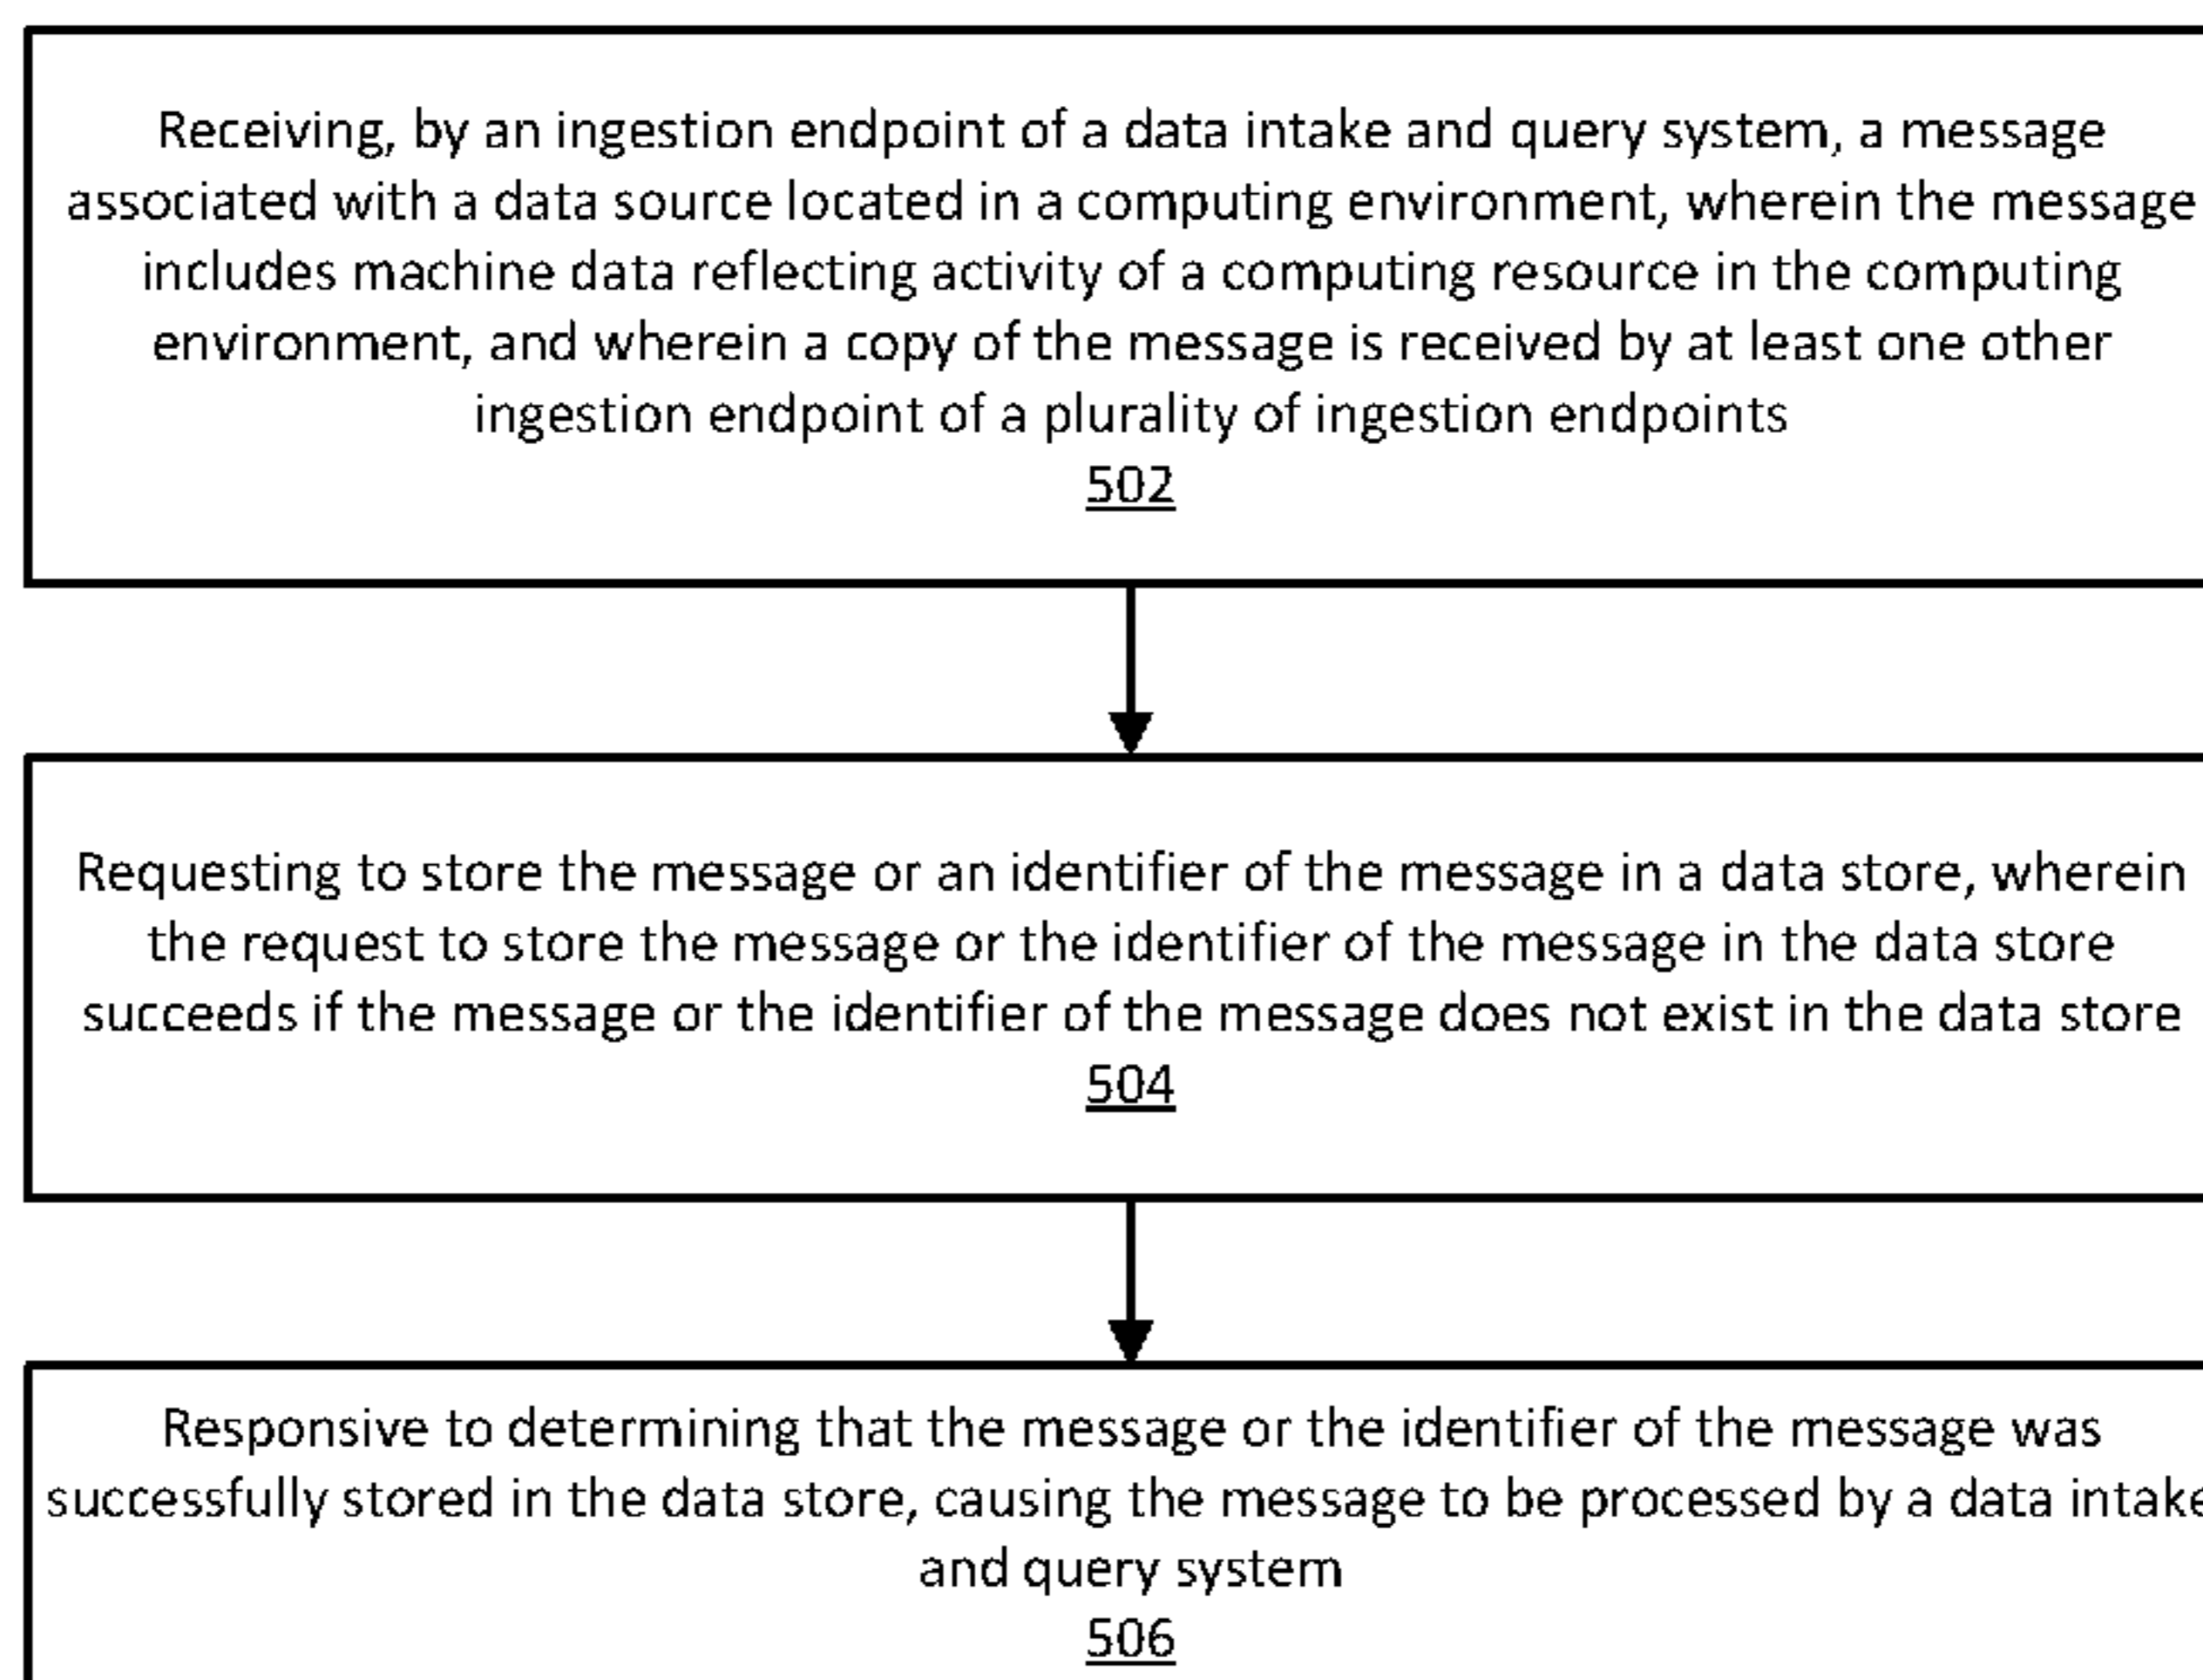 Receiving, by an ingestion endpoint of a data intake and query system, a message
associated with a data source located in a computing environment, wherein the message
includes machine data reflecting activity of a computing resource in the computing
environment, and wherein a copy of the message is received by at least one other
ingestion endpoint of a plurality of ingestion endpoints
502
Requesting to store the message or an identifier of the message in a data store, wherein
the request to store the message or the identifier of the message in the data store
succeeds if the message or the identifier of the message does not exist in the data store
504
Responsive to determining that the message or the identifier of the message was
successfully stored in the data store, causing the message to be processed by a data intake
and query system
506